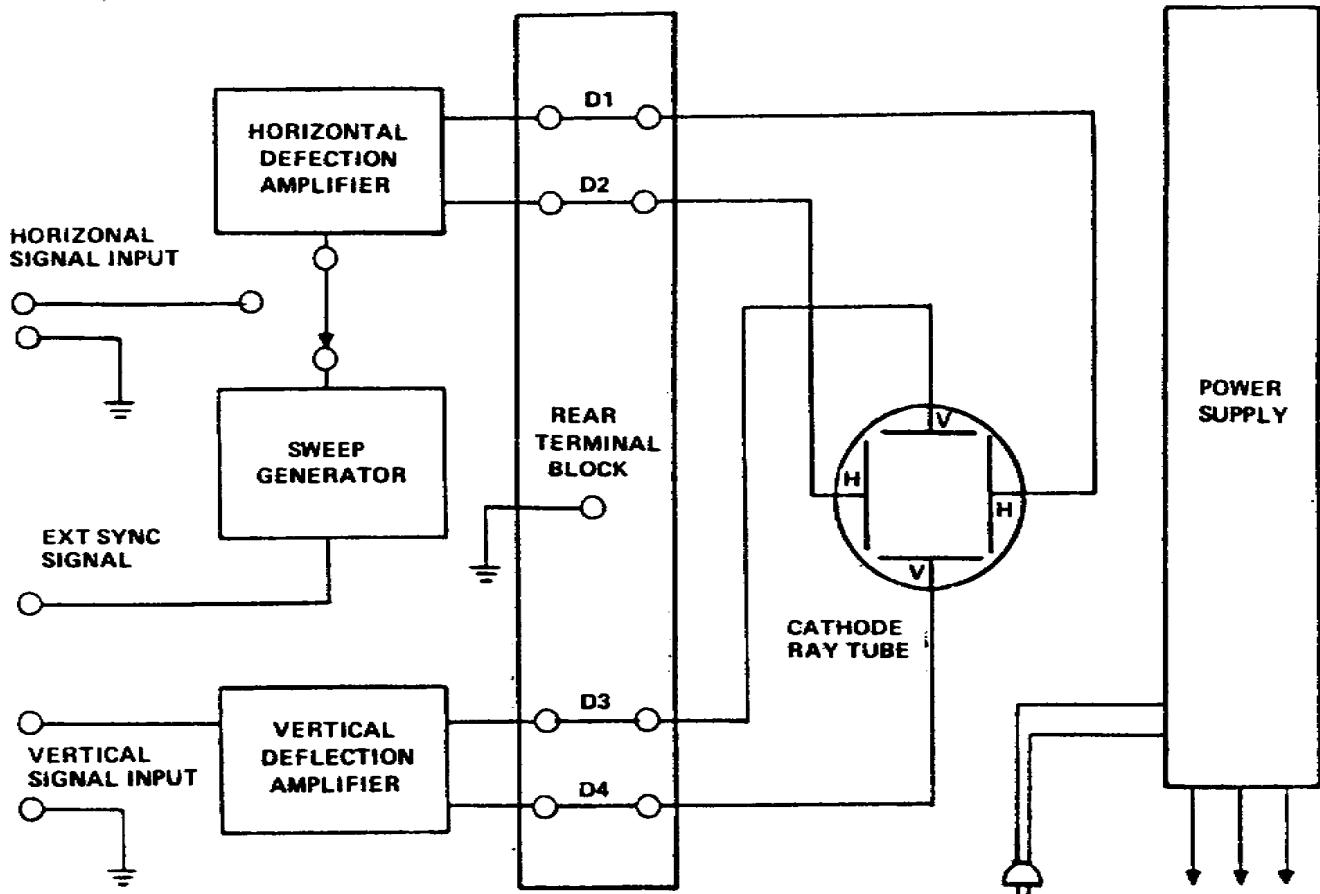 HORIZONTAL
DEFECTION
AMPLIFIER
D1
D2
HORIZONAL
SIGNAL INPUT
SWEEP
GENERATOR
REAR
TERMINAL
BLOCK
EXT SYNC
SIGNAL
V
H
H
V
CATHODE
RAY TUBE
POWER
SUPPLY
VERTICAL
SIGNAL INPUT
VERTICAL
DEFLECTION
AMPLIFIER
D3
D4